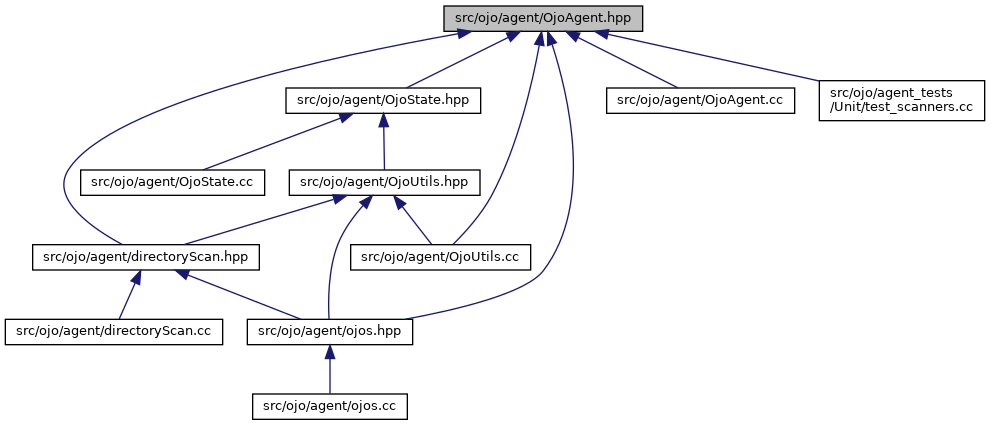 src/ojo/agent/OjoAgent.hpp
src/ojo/agent/OjoState.hpp
src/ojo/agent/OjoAgent.cc
src/ojo/agent_tests
/Unit/test_scanners.cc
src/ojo/agent/OjoState.cc
src/ojo/agent/OjoUtils.hpp
src/ojo/agent/directoryScan.hpp
src/ojo/agent/OjoUtils.cc
src/ojo/agent/directoryScan.cc
src/ojo/agent/ojos.hpp
src/ojo/agent/ojos.cc